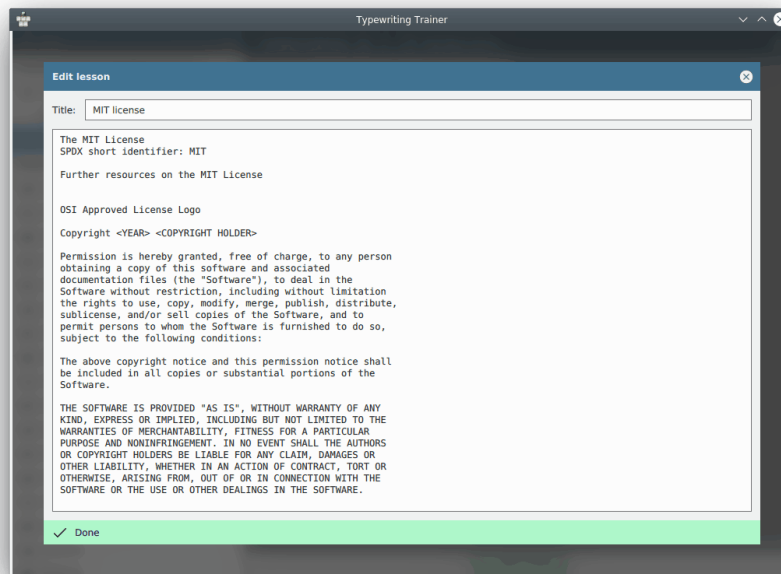 Typewriting Trainer
Edit lesson
Title: MIT license
The MIT License
SPDX short identifier: MIT
Further resources on the MIT License
OSI Approved License Logo
Copyright <YEAR> <COPYRIGHT HOLDER>
Permission is hereby granted, free of charge, to any person
obtaining a copy of this software and associated
documentation files (the "Software"), to deal in the
Software without restriction, including without limitation
the rights to use, copy, modify, merge, publish, distribute,
sublicense, and/or sell copies of the Software, and to
permit persons to whom the Software is furnished to do so,
subject to the following conditions:
The above copyright notice and this permission notice shall
be included in all copies or substantial portions of the
Software.
THE SOFTWARE IS PROVIDED "AS IS", WITHOUT WARRANTY OF ANY
KIND, EXPRESS OR IMPLIED, INCLUDING BUT NOT LIMITED TO THE
WARRANTIES OF MERCHANTABILITY, FITNESS FOR A PARTICULAR
PURPOSE AND NONINFRINGEMENT. IN NO EVENT SHALL THE AUTHORS
OR COPYRIGHT HOLDERS BE LIABLE FOR ANY CLAIM, DAMAGES OR
OTHER LIABILITY, WHETHER IN AN ACTION OF CONTRACT, TORT OR
OTHERWISE, ARISING FROM, OUT OF OR IN CONNECTION WITH THE
SOFTWARE OR THE USE OR OTHER DEALINGS IN THE SOFTWARE.
Done